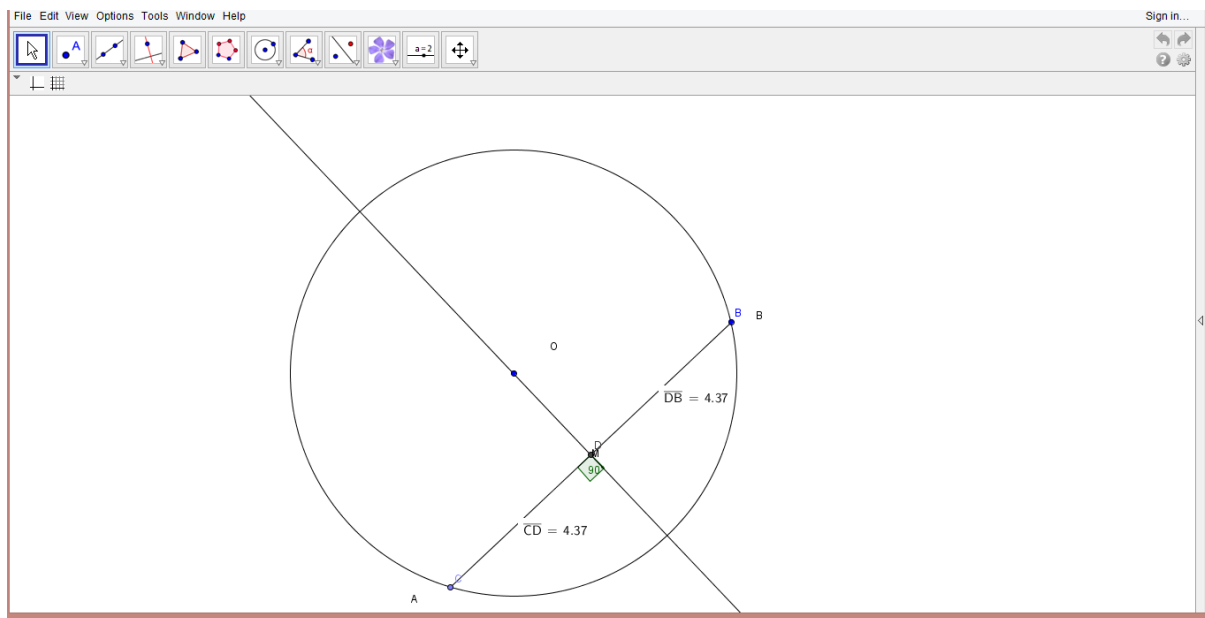 File Edit View Options Tools Window Help
Sign in...
A
α
a=2
O
B
B
DB = 4.37
D
M
90°
CD = 4.37
C
A